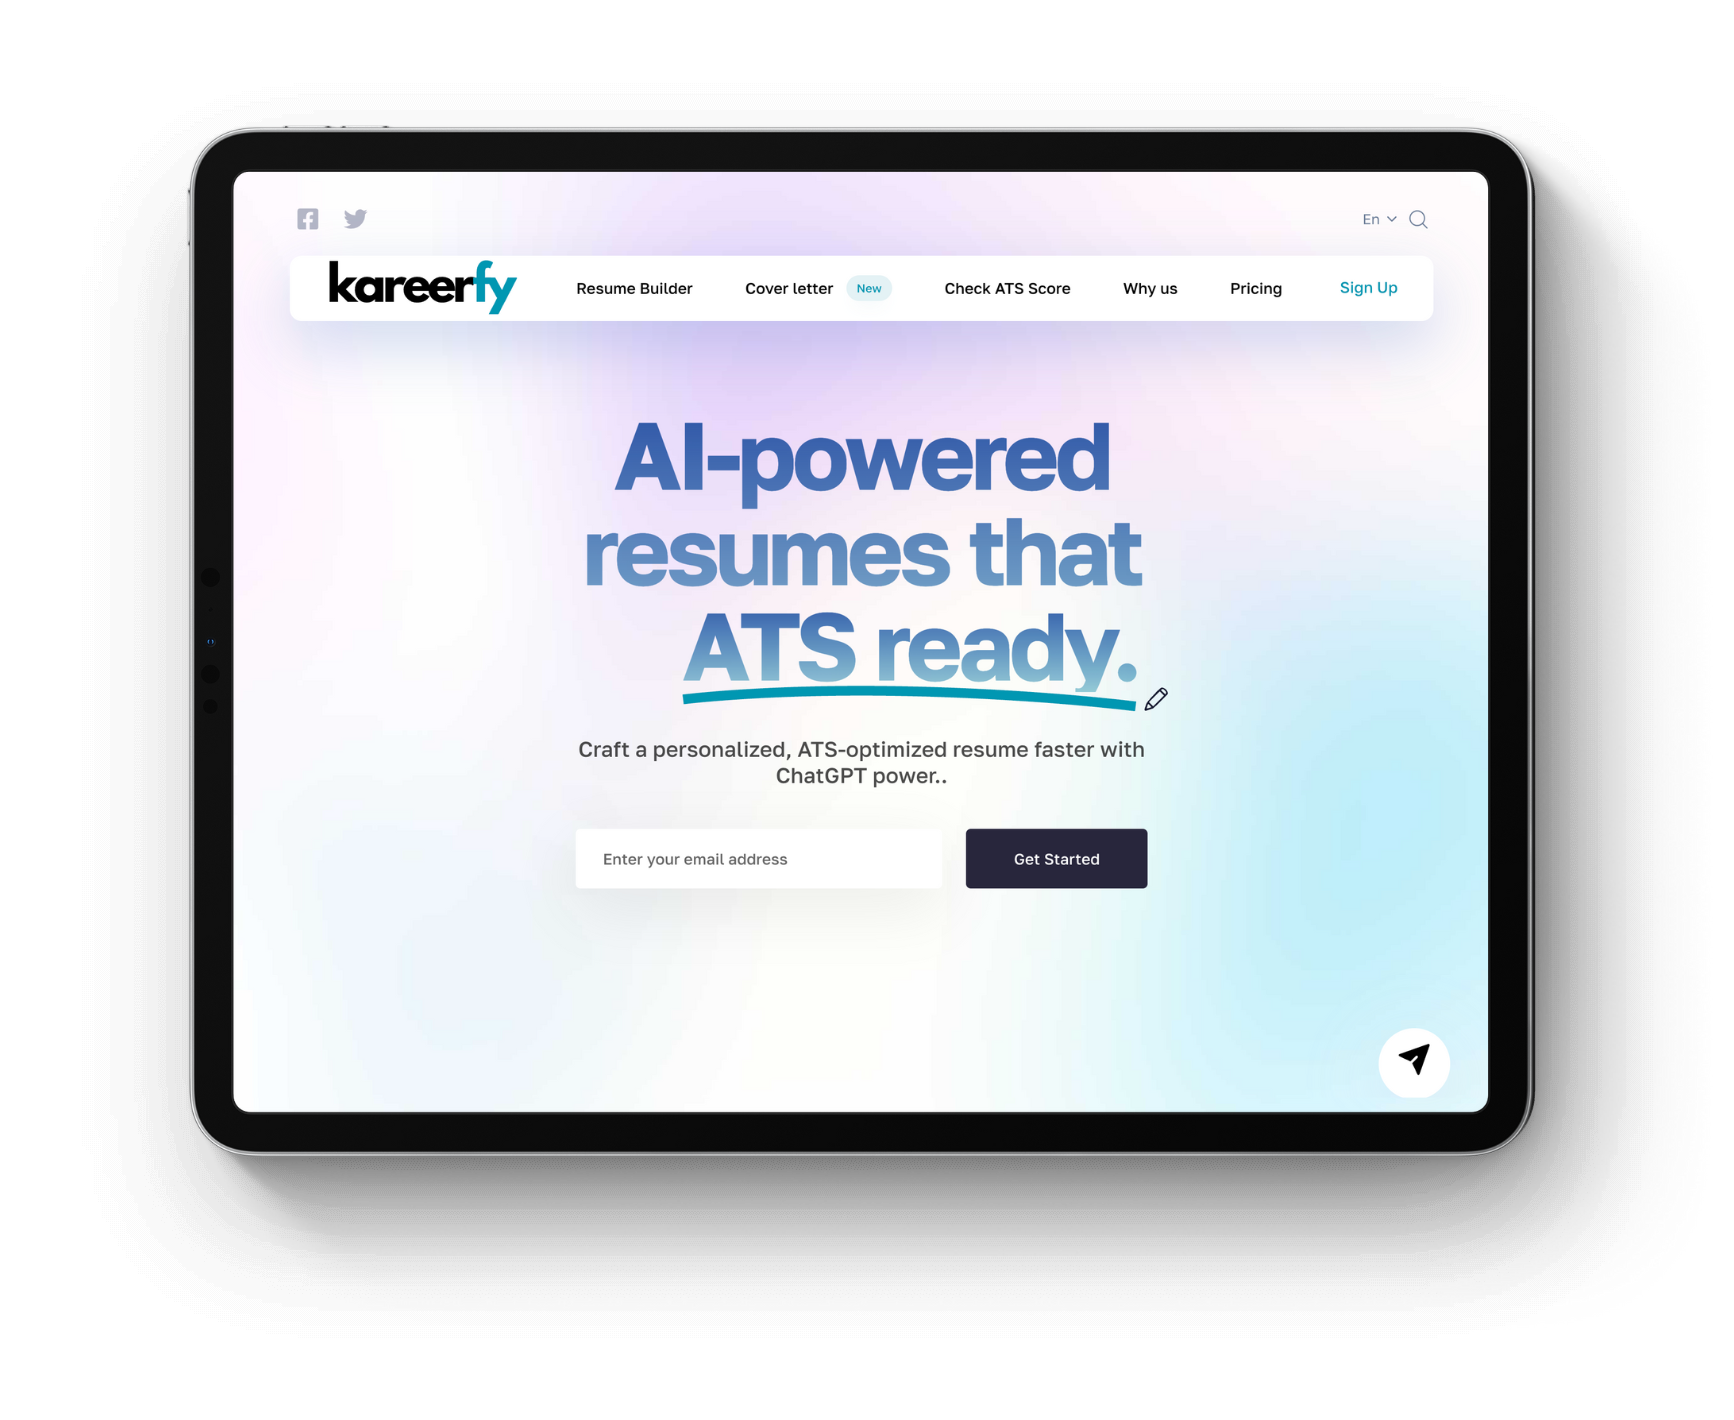 En
kareerfy
Resume Builder
Cover letter
New
Check ATS Score
Why us
Pricing
Sign Up
AI-powered
resumes that
ATS ready.
Craft a personalized, ATS-optimized resume faster with
ChatGPT power..
Enter your email address
Get Started